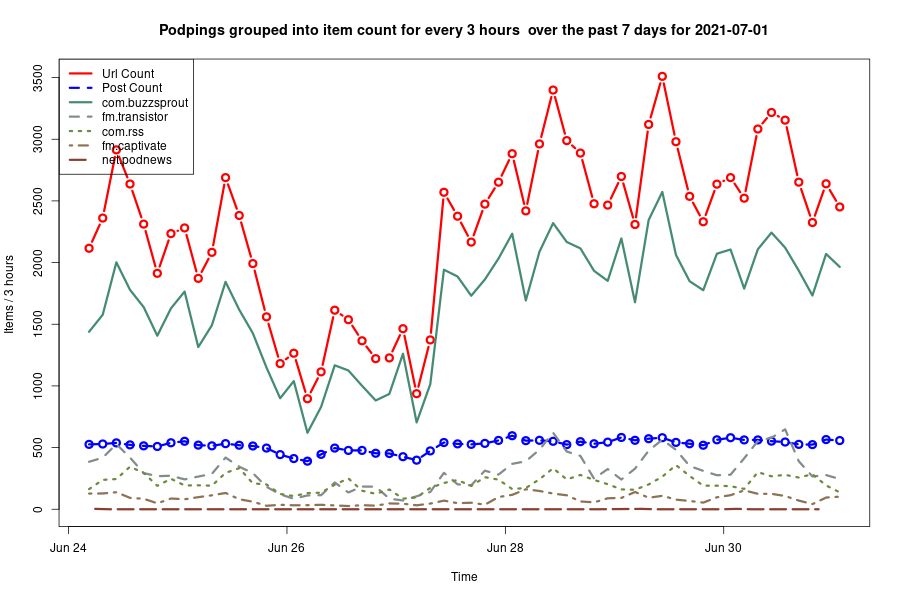 Podpings grouped into item count for every 3 hours  over the past 7 days for 2021-07-01
Url Count
Post Count
com.buzzsprout
fm.transistor
com.rss
fm.captivate
net.podnews
Items / 3 hours
3500
3000
2500
2000
1500
1000
500
0
Jun 24
Jun 26
Jun 28
Jun 30
Time